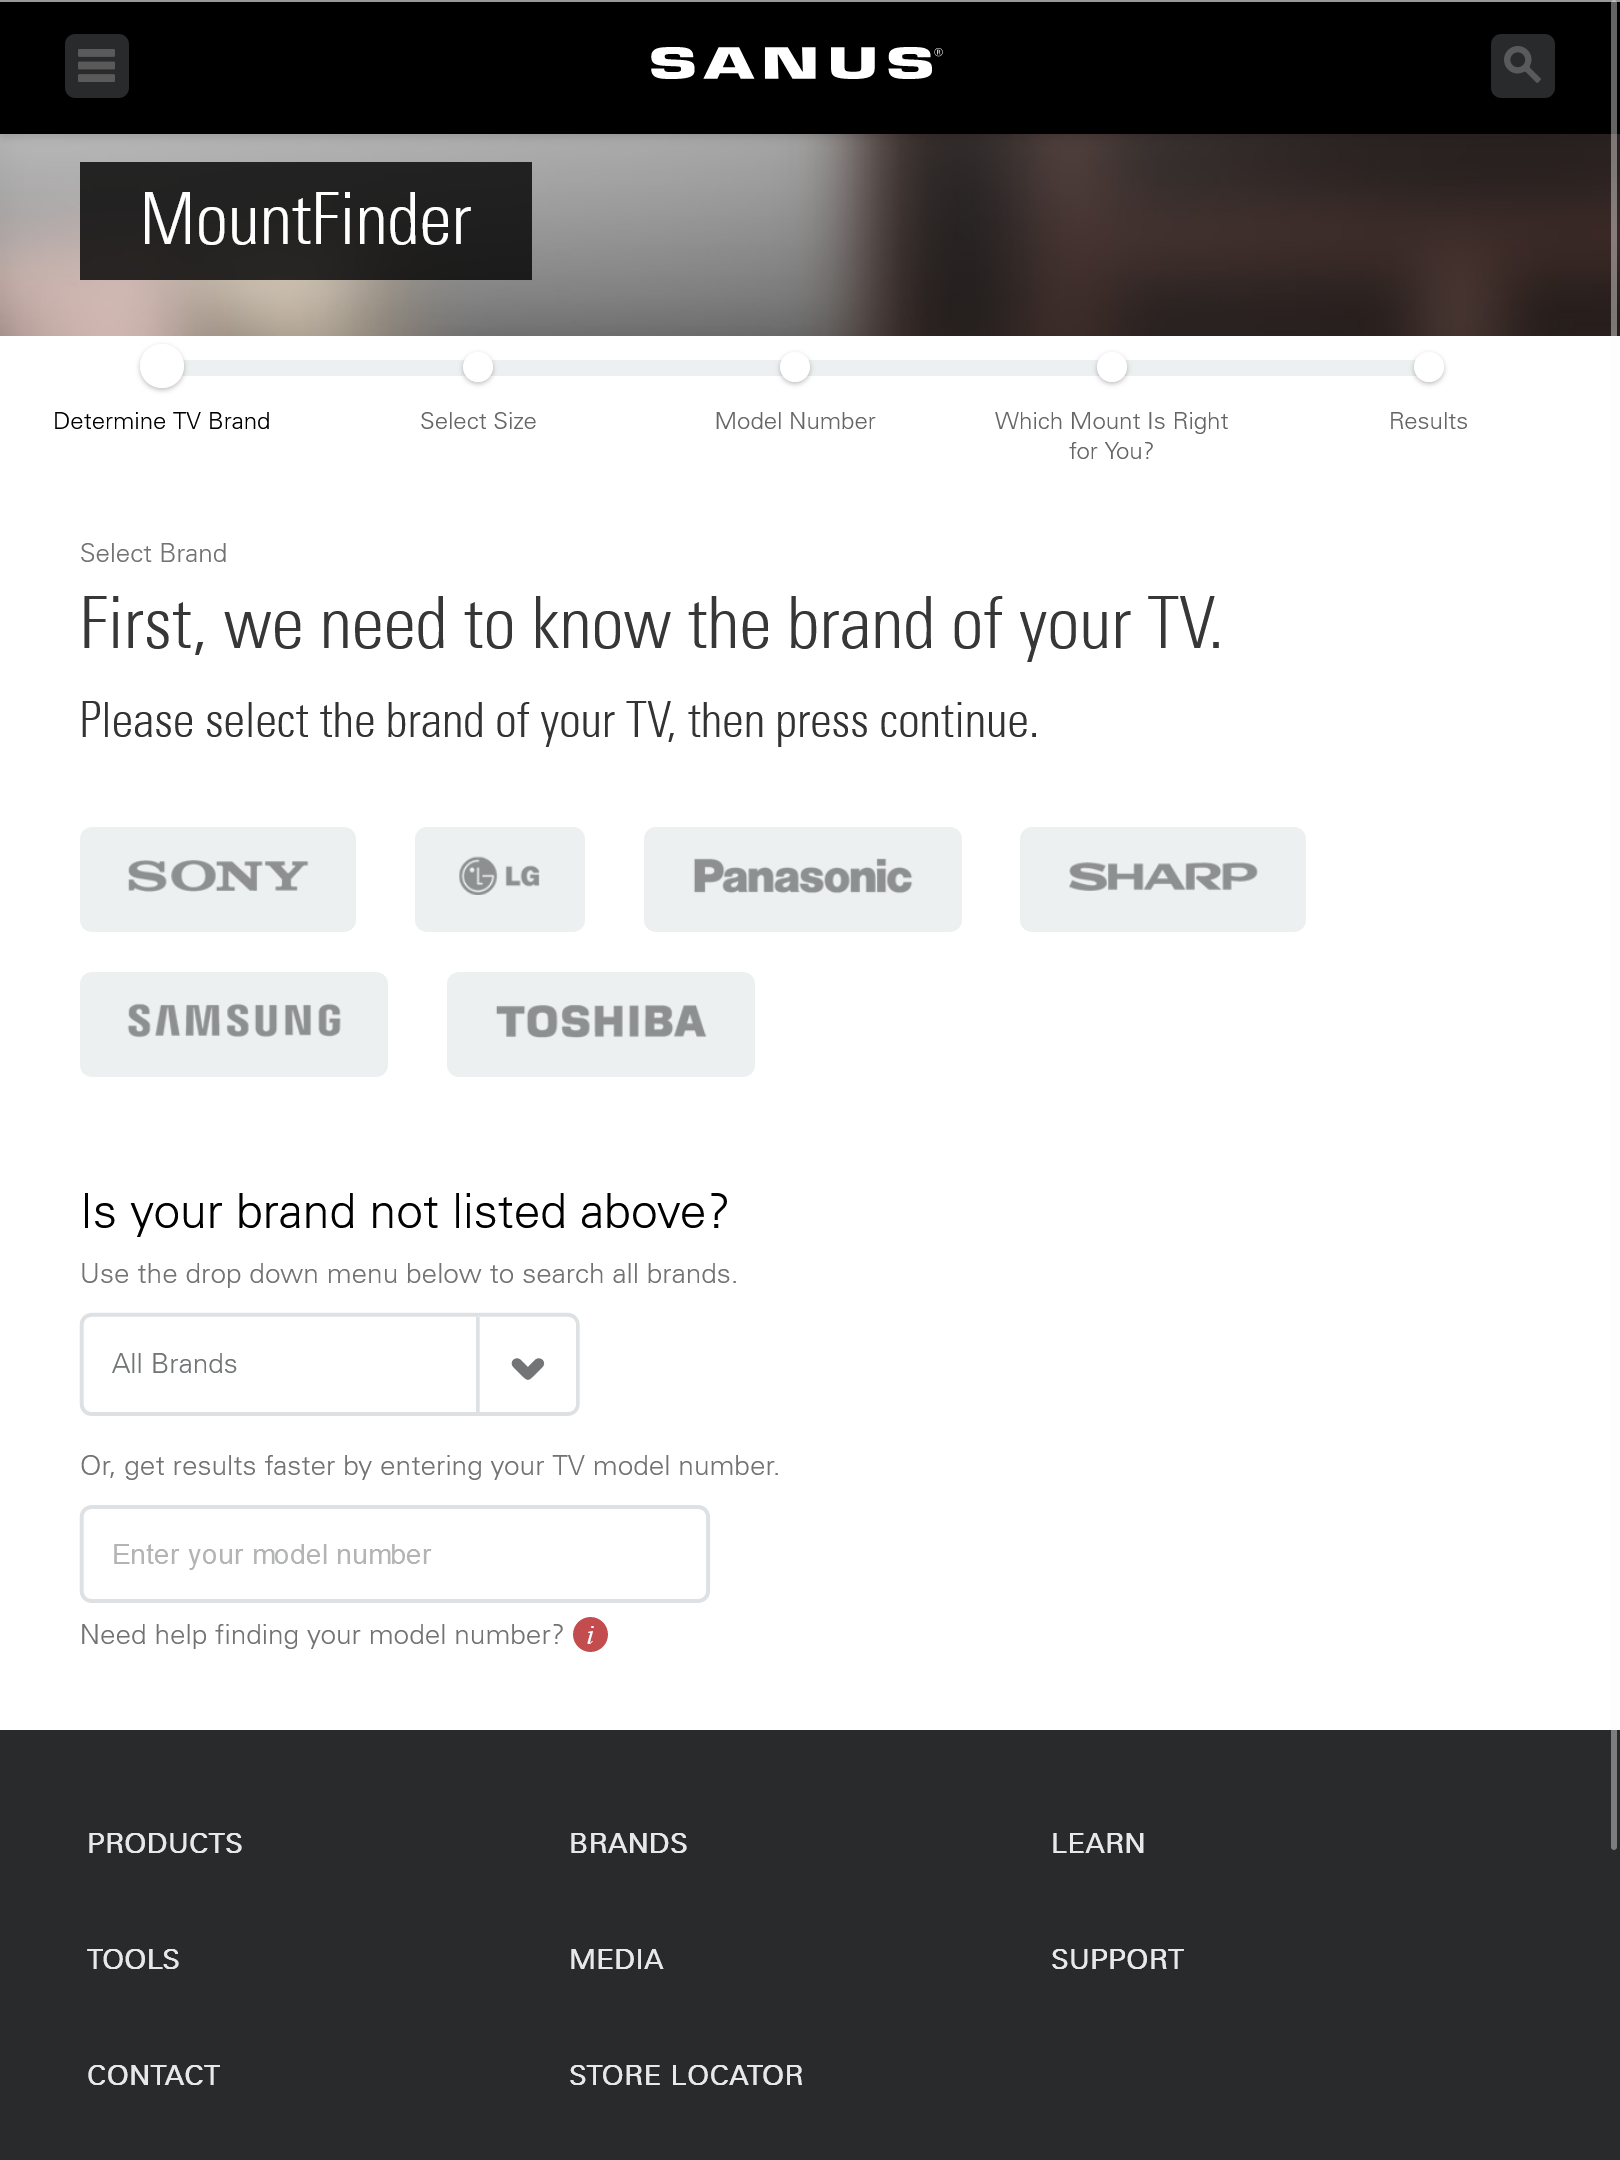 SANUS®
MountFinder
Determine TV Brand
Select Size
Model Number
Which Mount Is Right
for You?
Results
Select Brand
First, we need to know the brand of your TV.
Please select the brand of your TV, then press continue.
SONY
LG
Panasonic
SHARP
SAMSUNG
TOSHIBA
Is your brand not listed above?
Use the drop down menu below to search all brands.
All Brands
Or, get results faster by entering your TV model number.
Enter your model number
Need help finding your model number? i
PRODUCTS
BRANDS
LEARN
TOOLS
MEDIA
SUPPORT
CONTACT
STORE LOCATOR